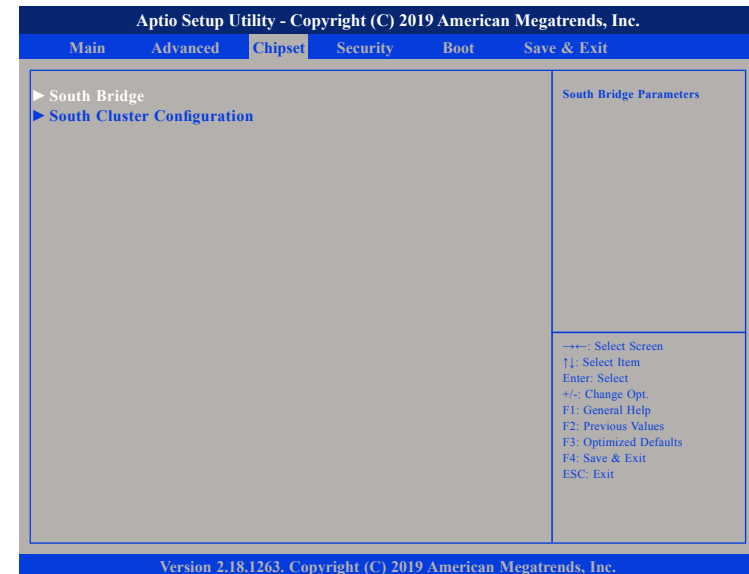 Aptio Setup Utility - Copyright (C) 2019 American Megatrends, Inc.
Main Advanced Chipset Security Boot Save & Exit
► South Bridge
► South Cluster Configuration
South Bridge Parameters
→←: Select Screen
↑↓: Select Item
Enter: Select
+/-: Change Opt.
F1: General Help
F2: Previous Values
F3: Optimized Defaults
F4: Save & Exit
ESC: Exit
Version 2.18.1263. Copyright (C) 2019 American Megatrends, Inc.